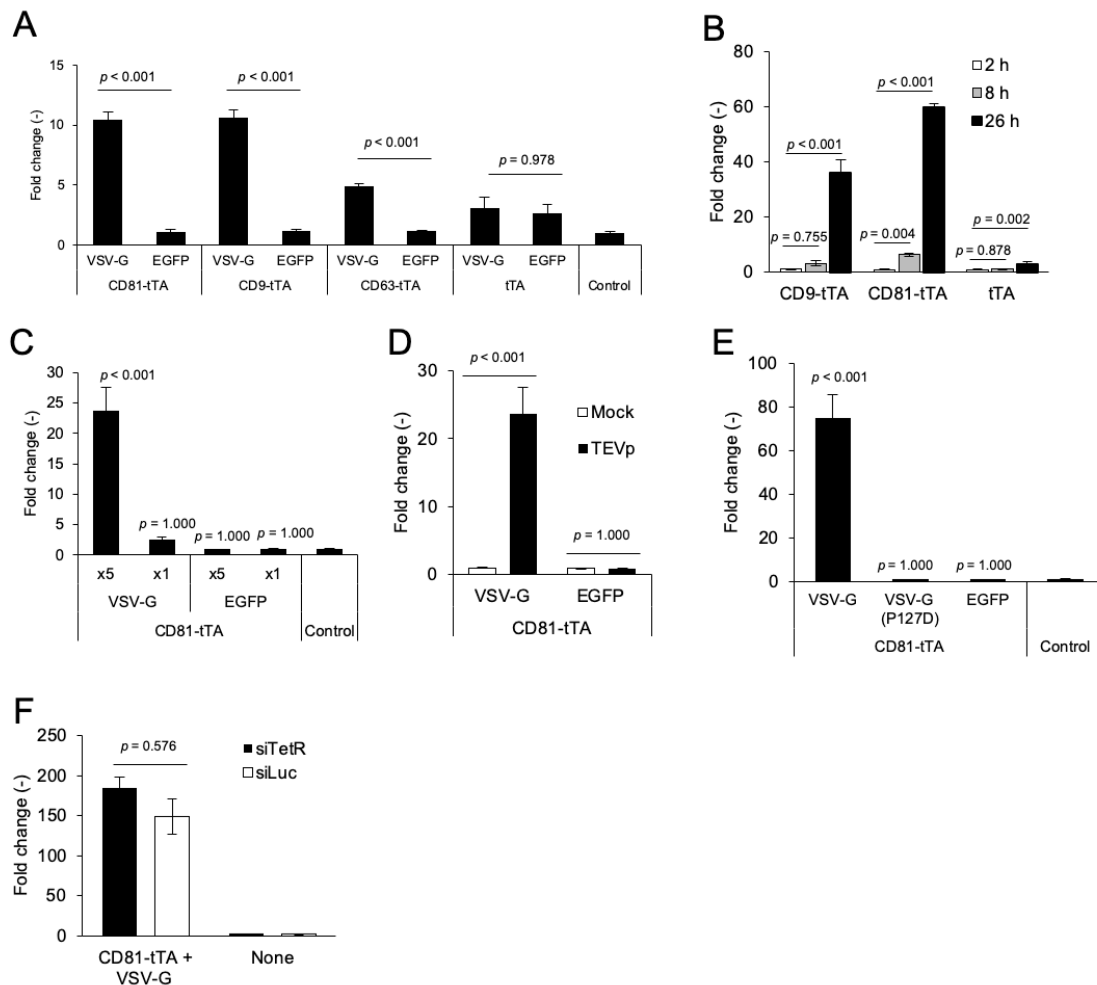 A
15
10
5
0
Fold change (-)
p < 0.001
p < 0.001
p < 0.001
p = 0.978
VSV-G EGFP VSV-G EGFP VSV-G EGFP VSV-G EGFP
CD81-tTA CD9-tTA CD63-tTA tTA Control
B
80
60
40
20
0
Fold change (-)
2 h
8 h
26 h
p < 0.001
p < 0.001
p = 0.755
p = 0.004
p = 0.002
p = 0.878
CD9-tTA CD81-tTA tTA
C
30
25
20
15
10
5
0
Fold change (-)
p < 0.001
p = 1.000
p = 1.000
p = 1.000
x5 x1 x5 x1
VSV-G EGFP
CD81-tTA Control
D
30
20
10
0
Fold change (-)
p < 0.001
Mock
TEVp
p = 1.000
VSV-G EGFP
CD81-tTA
E
100
80
60
40
20
0
Fold change (-)
p < 0.001
p = 1.000
p = 1.000
VSV-G VSV-G EGFP
(P127D)
CD81-tTA Control
F
250
200
150
100
50
0
Fold change (-)
p = 0.576
siTetR
siLuc
CD81-tTA + None
VSV-G